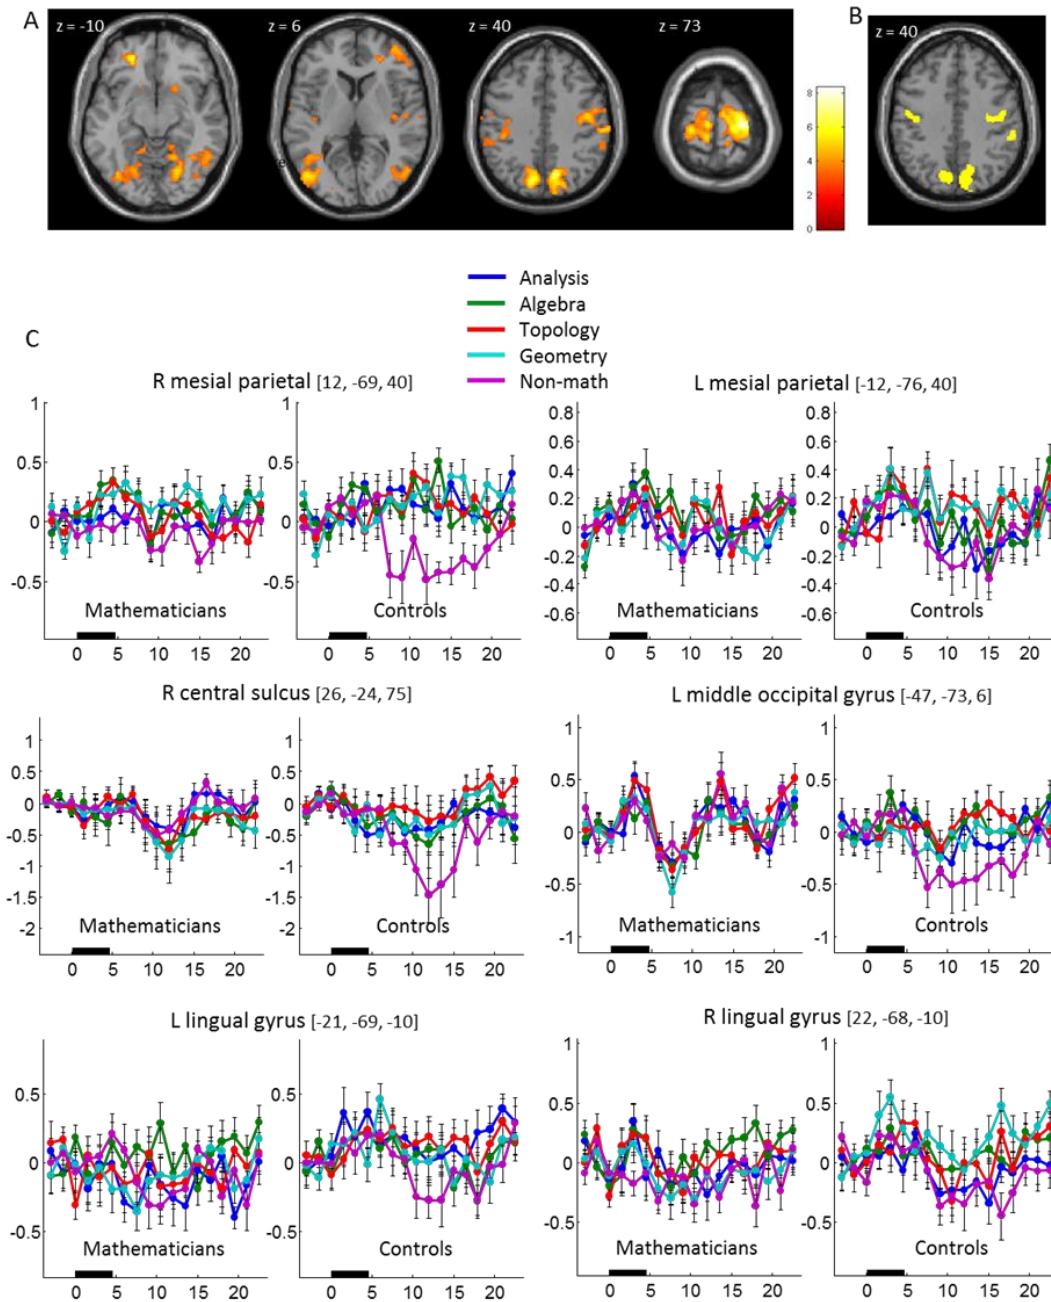 A
B
z = -10
z = 6
z = 40
z = 73
z = 40
8
6
4
2
0
Analysis
Algebra
Topology
Geometry
Non-math
C
R mesial parietal [12, -69, 40]
L mesial parietal [-12, -76, 40]
1
0.5
0
-0.5
Mathematicians
0 5 10 15 20
1
0.5
0
-0.5
Controls
0 5 10 15 20
0.8
0.6
0.4
0.2
0
-0.2
-0.4
-0.6
Mathematicians
0 5 10 15 20
0.8
0.6
0.4
0.2
0
-0.2
-0.4
-0.6
Controls
0 5 10 15 20
R central sulcus [26, -24, 75]
L middle occipital gyrus [-47, -73, 6]
1
0.5
0
-0.5
-1
-1.5
-2
Mathematicians
0 5 10 15 20
1
0.5
0
-0.5
-1
-1.5
-2
Controls
0 5 10 15 20
1
0.5
0
-0.5
-1
Mathematicians
0 5 10 15 20
1
0.5
0
-0.5
-1
Controls
0 5 10 15 20
L lingual gyrus [-21, -69, -10]
R lingual gyrus [22, -68, -10]
0.5
0
-0.5
Mathematicians
0 5 10 15 20
0.5
0
-0.5
Controls
0 5 10 15 20
1
0.5
0
-0.5
Mathematicians
0 5 10 15 20
1
0.5
0
-0.5
Controls
0 5 10 15 20